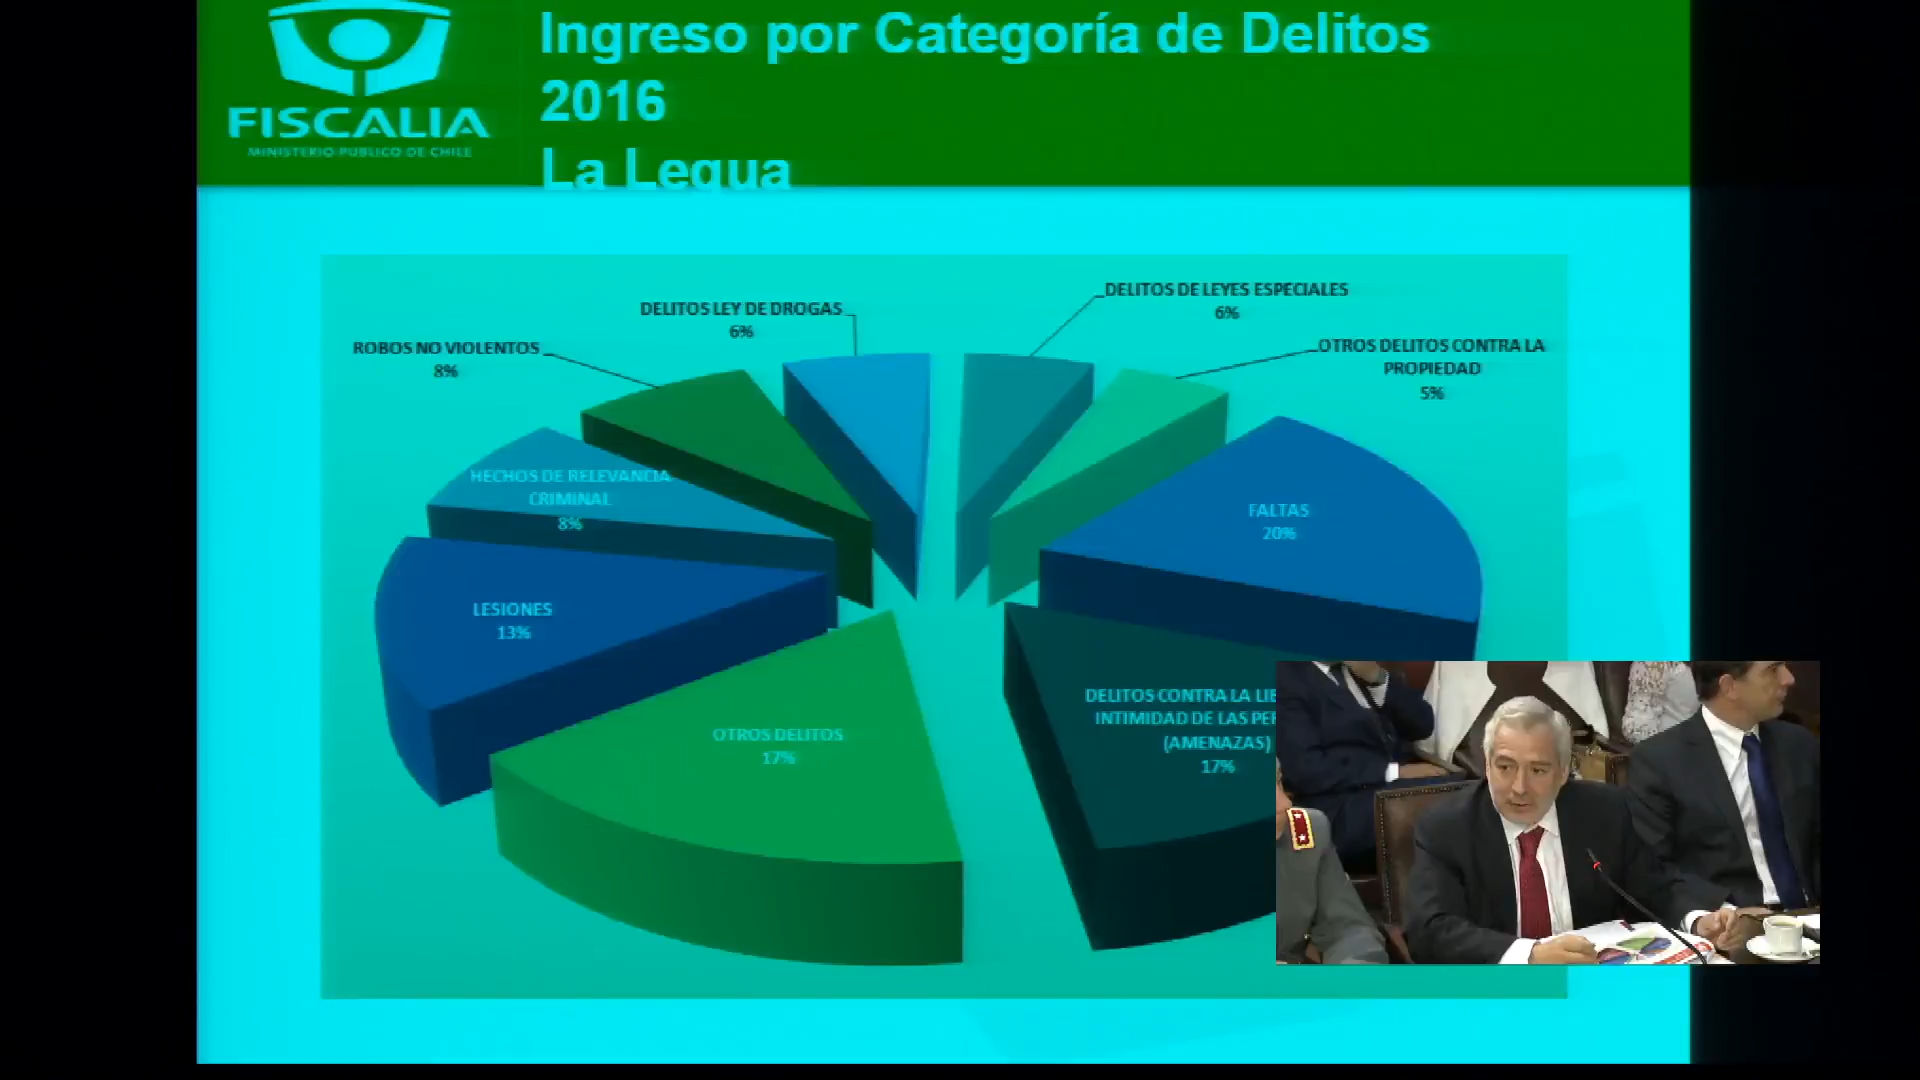 FISCALIA
MINISTERIO PUBLICO DE CHILE
Ingreso por Categoría de Delitos
2016
La Legua
DELITOS LEY DE DROGAS
6%
DELITOS DE LEYES ESPECIALES
6%
ROBOS NO VIOLENTOS
8%
OTROS DELITOS CONTRA LA
PROPIEDAD
5%
HECHOS DE RELEVANCIA
CRIMINAL
8%
FALTAS
20%
LESIONES
13%
OTROS DELITOS
17%
DELITOS CONTRA LA
INTIMIDAD DE LAS
(AMENAZAS)
17%